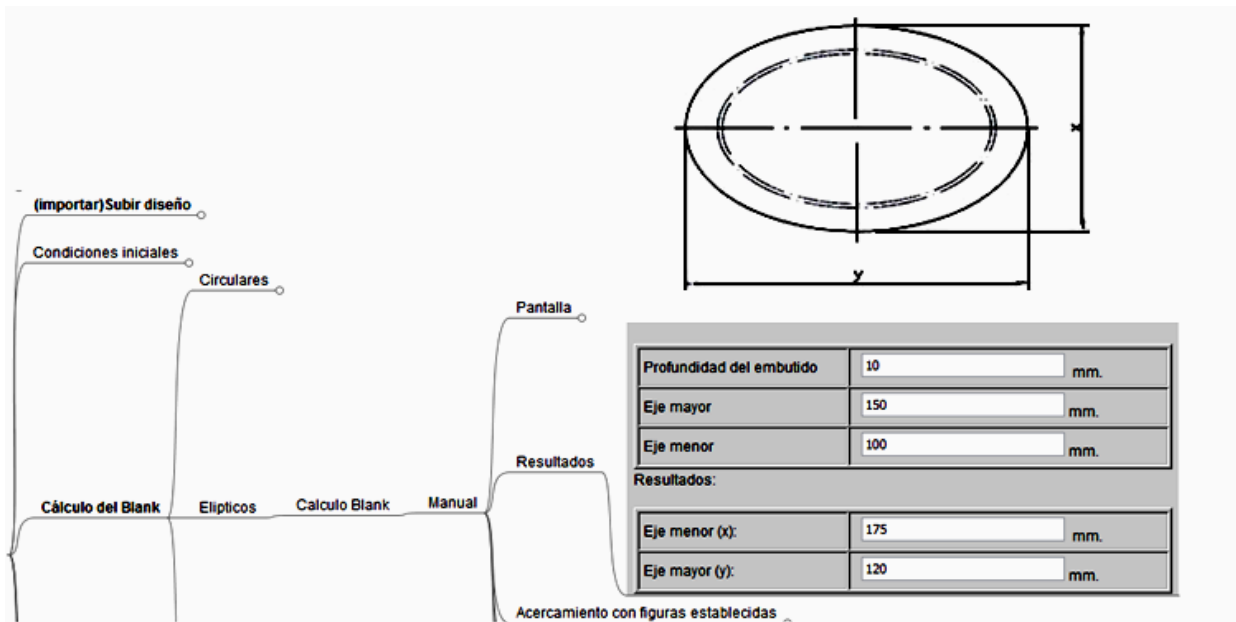 x
y
(importar)Subir diseño
Condiciones iniciales
Circulares
Pantalla
Profundidad del embutido 10 mm.
Eje mayor 150 mm.
Eje menor 100 mm.
Resultados
Resultados:
Cálculo del Blank
Elipticos
Calculo Blank
Manual
Eje menor (x): 175 mm.
Eje mayor (y): 120 mm.
Acercamiento con figuras establecidas